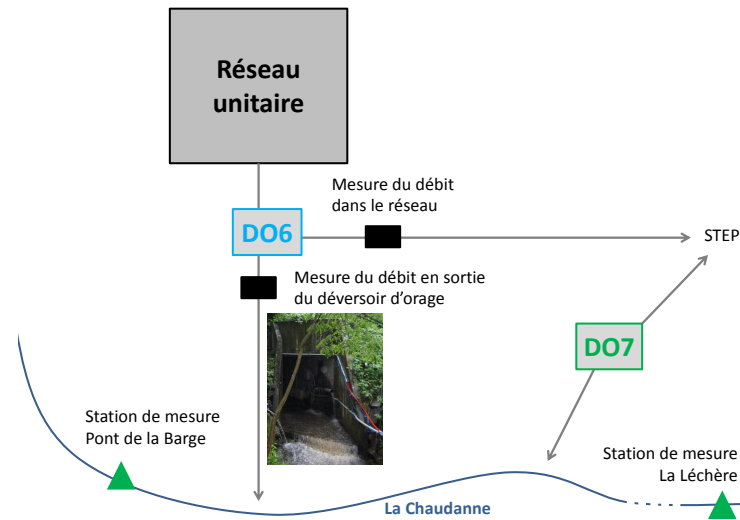 Réseau
unitaire
Mesure du débit
dans le réseau
DO6
STEP
Mesure du débit en sortie
du déversoir d'orage
DO7
Station de mesure
Pont de la Barge
Station de mesure
La Léchère
La Chaudanne